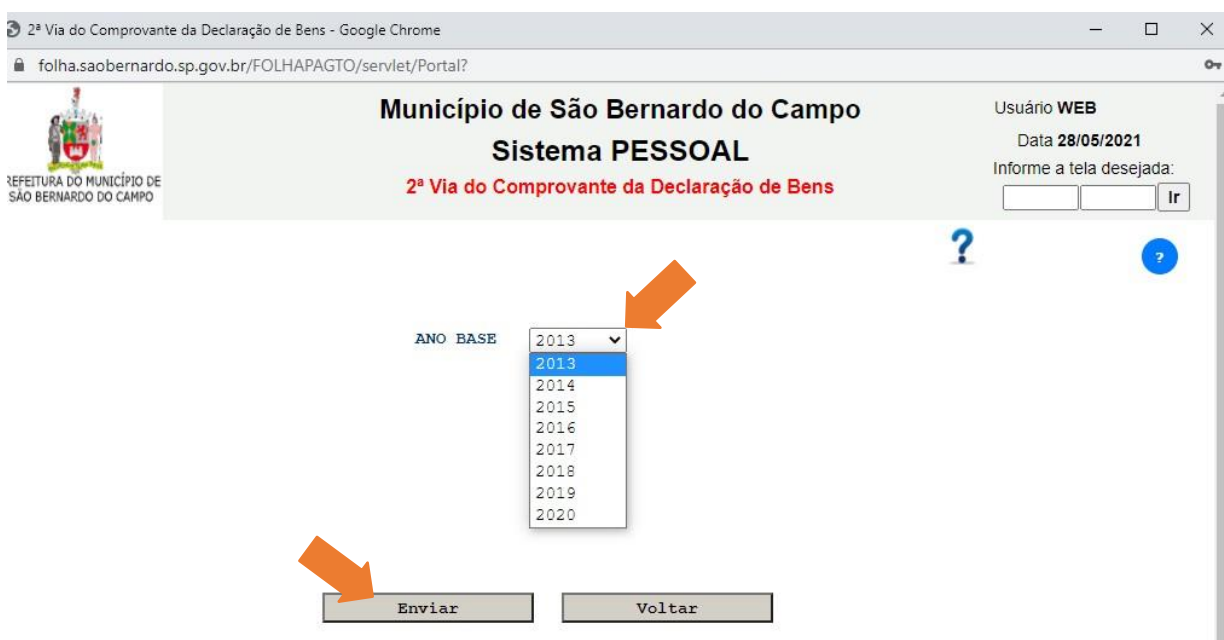 2ª Via do Comprovante da Declaração de Bens - Google Chrome
folha.saobernardo.sp.gov.br/FOLHAPAGTO/servlet/Portal?
Município de São Bernardo do Campo
Sistema PESSOAL
2ª Via do Comprovante da Declaração de Bens
Usuário WEB
Data 28/05/2021
Informe a tela desejada:
Ir
REFEITURA DO MUNICÍPIO DE
SÃO BERNARDO DO CAMPO
?
?
ANO BASE 2013
2013
2014
2015
2016
2017
2018
2019
2020
Enviar Voltar